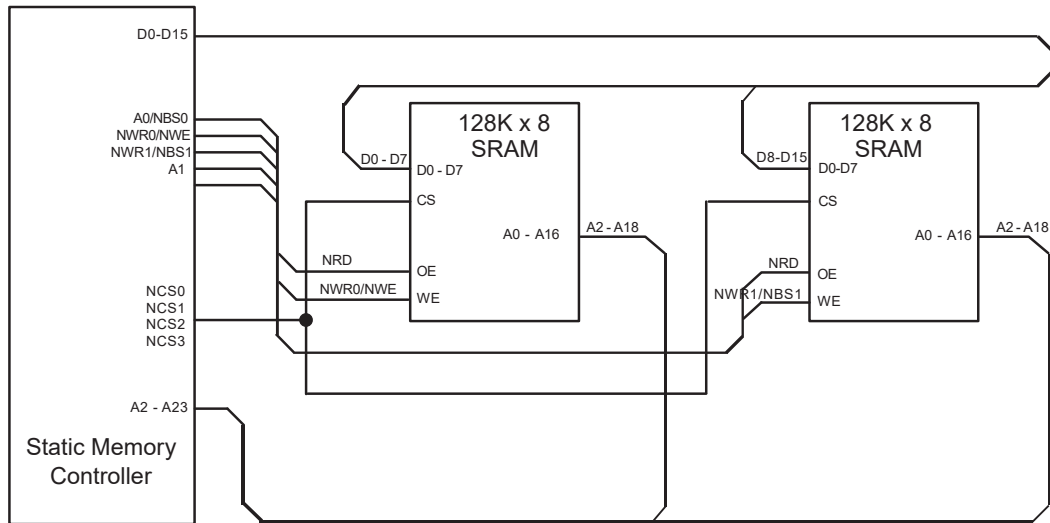 D0-D15
A0/NBS0
NWR0/NWE
NWR1/NBS1
A1
NCS0
NCS1
NCS2
NCS3
A2 - A23
Static Memory
Controller
128K x 8
SRAM
D0 - D7
D0 - D7
CS
A0 - A16
A2 - A18
NRD
OE
NWR0/NWE
WE
128K x 8
SRAM
D8-D15
D0-D7
CS
A0 - A16
A2 - A18
NRD
OE
NWR1/NBS1
WE